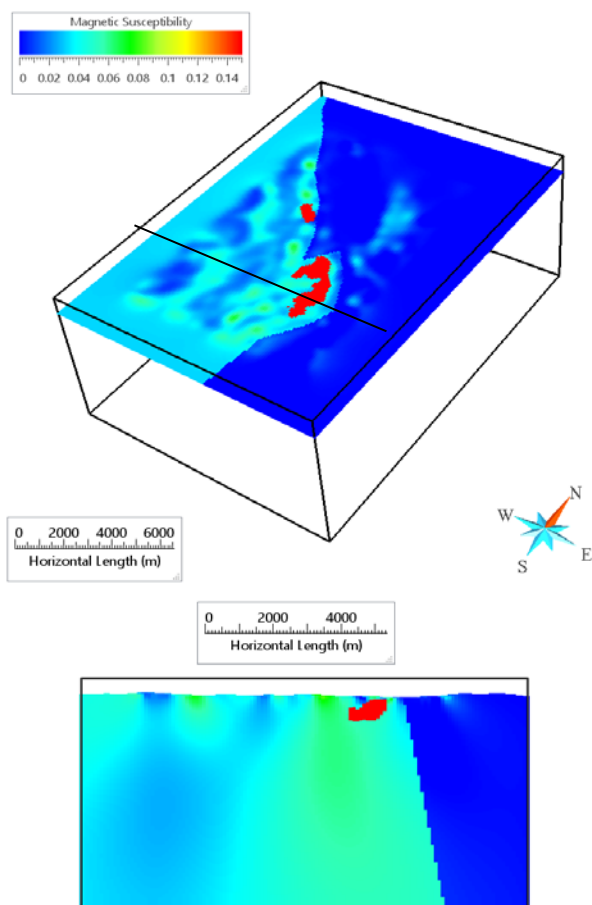 Magnetic Susceptibility
0 0.02 0.04 0.06 0.08 0.1 0.12 0.14
N
W
E
S
0 2000 4000 6000
Horizontal Length (m)
0 2000 4000
Horizontal Length (m)